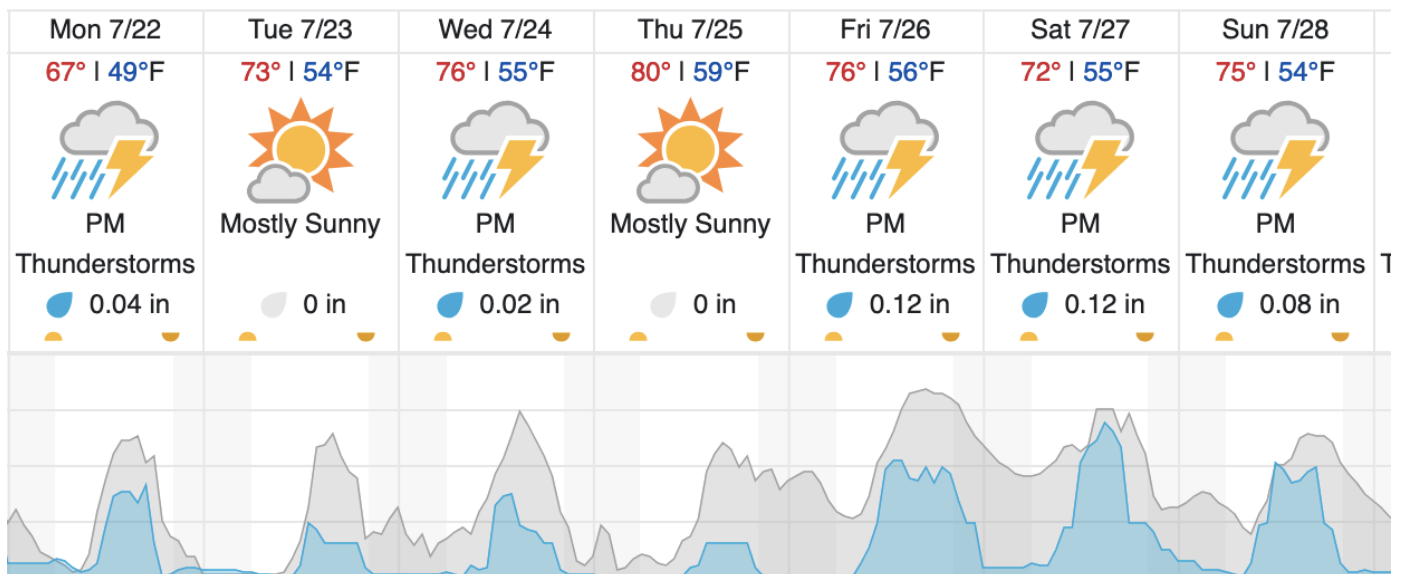 Mon 7/22 Tue 7/23 Wed 7/24 Thu 7/25 Fri 7/26 Sat 7/27 Sun 7/28
67° | 49°F 73° | 54°F 76° | 55°F 80° | 59°F 76° | 56°F 72° | 55°F 75° | 54°F
PM Mostly Sunny PM Mostly Sunny PM PM PM
Thunderstorms Thunderstorms Thunderstorms Thunderstorms Thunderstorms T
0.04 in 0 in 0.02 in 0 in 0.12 in 0.12 in 0.08 in